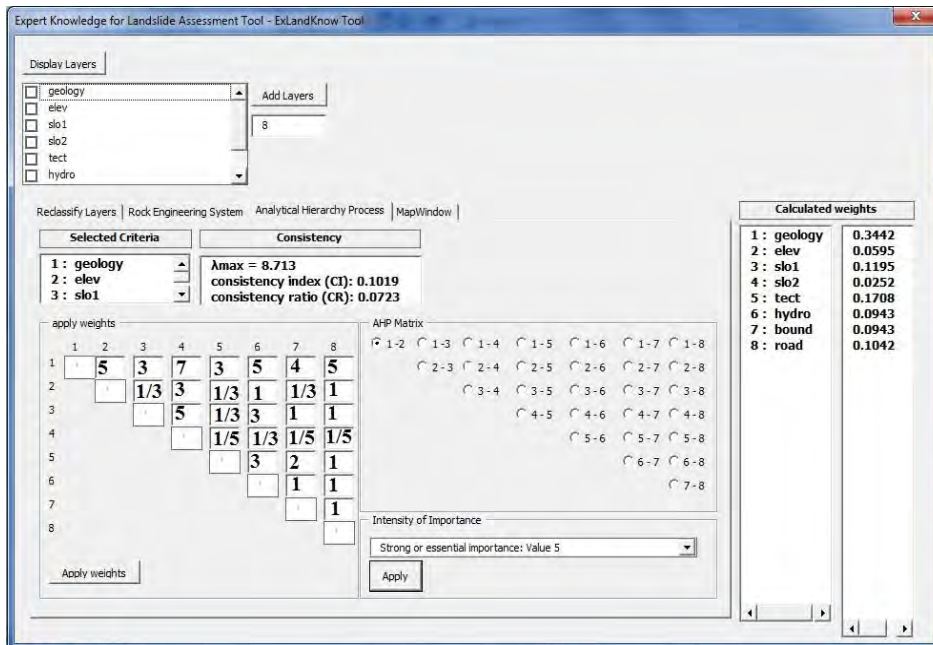 Expert Knowledge for Landslide Assessment Tool - ExLandKnow Tool
Display Layers
geology
elev
slo1
slo2
tect
hydro
Add Layers
8
Reclassify Layers Rock Engineering System Analytical Hierarchy Process MapWindow
Selected Criteria
1 : geology
2 : elev
3 : slo1
Consistency
λmax = 8.713
consistency index (CI): 0.1019
consistency ratio (CR): 0.0723
apply weights
1 2 3 4 5 6 7 8
1 5 3 7 3 5 4 5
2 1/3 3 1/3 1 1/3 1
3 5 1/3 3 1 1
4 1/5 1/3 1/5 1/5
5 3 2 1
6 1 1
7 1
8
Apply weights
AHP Matrix
1-2 1-3 1-4 1-5 1-6 1-7 1-8
2-3 2-4 2-5 2-6 2-7 2-8
3-4 3-5 3-6 3-7 3-8
4-5 4-6 4-7 4-8
5-6 5-7 5-8
6-7 6-8
7-8
Intensity of Importance
Strong or essential importance: Value 5
Apply
Calculated weights
1 : geology 0.3442
2 : elev 0.0595
3 : slo1 0.1195
4 : slo2 0.0252
5 : tect 0.1708
6 : hydro 0.0943
7 : bound 0.0943
8 : road 0.1042